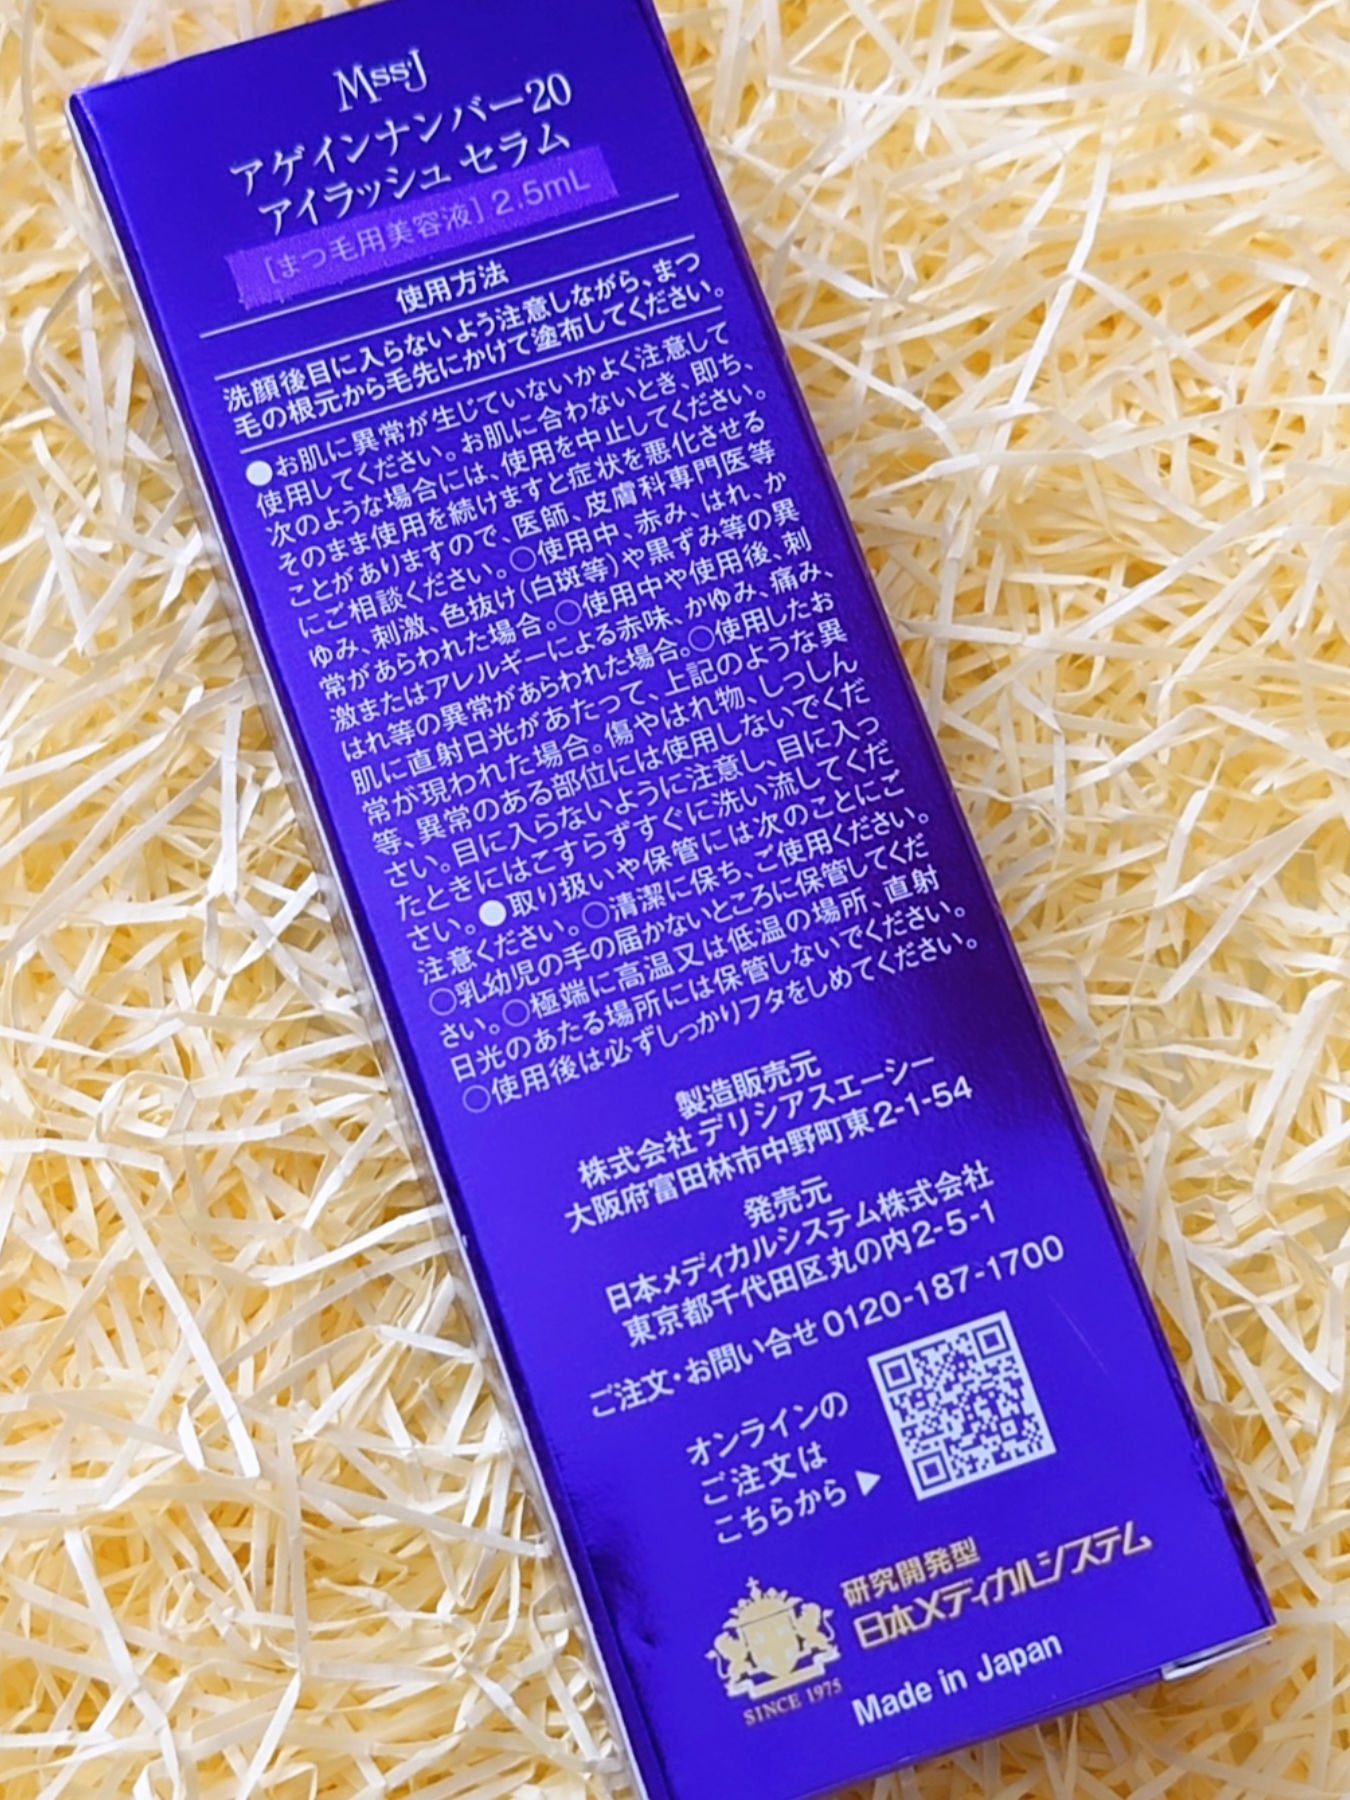 MssJ
アゲインナンバー20
アイラッシュ セラム
[まつ毛用美容液] 2.5mL
使用方法
洗顔後目に入らないよう注意しながら、まつ
毛の根元から毛先にかけて塗布してください。
●お肌に異常が生じていないかよく注意して
使用してください。お肌に合わないとき、即ち、
次のような場合には、使用を中止してください。
そのまま使用を続けますと症状を悪化させる
ことがありますので、医師、皮膚科専門医等
にご相談ください。○使用中、赤み、はれ、か
ゆみ、刺激、色抜け(白斑等)や黒ずみ等の異
常があらわれた場合。○使用中や使用後、刺
激またはアレルギーによる赤味、かゆみ、痛み、
はれ等の異常があらわれた場合。○使用したお
肌に直射日光があたって、上記のような異
常が現われた場合。傷やはれ物、しっしん
等、異常のある部位には使用しないでくだ
さい。目に入らないように注意し、目に入っ
たときにはこすらずすぐに洗い流してくだ
さい。●取り扱いや保管には次のことにご
注意ください。○清潔に保ち、ご使用ください。
○乳幼児の手の届かないところに保管してくだ
さい。○極端に高温又は低温の場所、直射
日光のあたる場所には保管しないでください。
○使用後は必ずしっかりフタをしめてください。
製造販売元
株式会社デリシアスエーシー
大阪府富田林市中野町東2-1-54
発売元
日本メディカルシステム株式会社
東京都千代田区丸の内2-5-1
ご注文・お問い合せ 0120-187-1700
オンラインの
ご注文は
こちらから ▶
研究開発型
日本メディカルシステム
SINCE 1975
Made in Japan